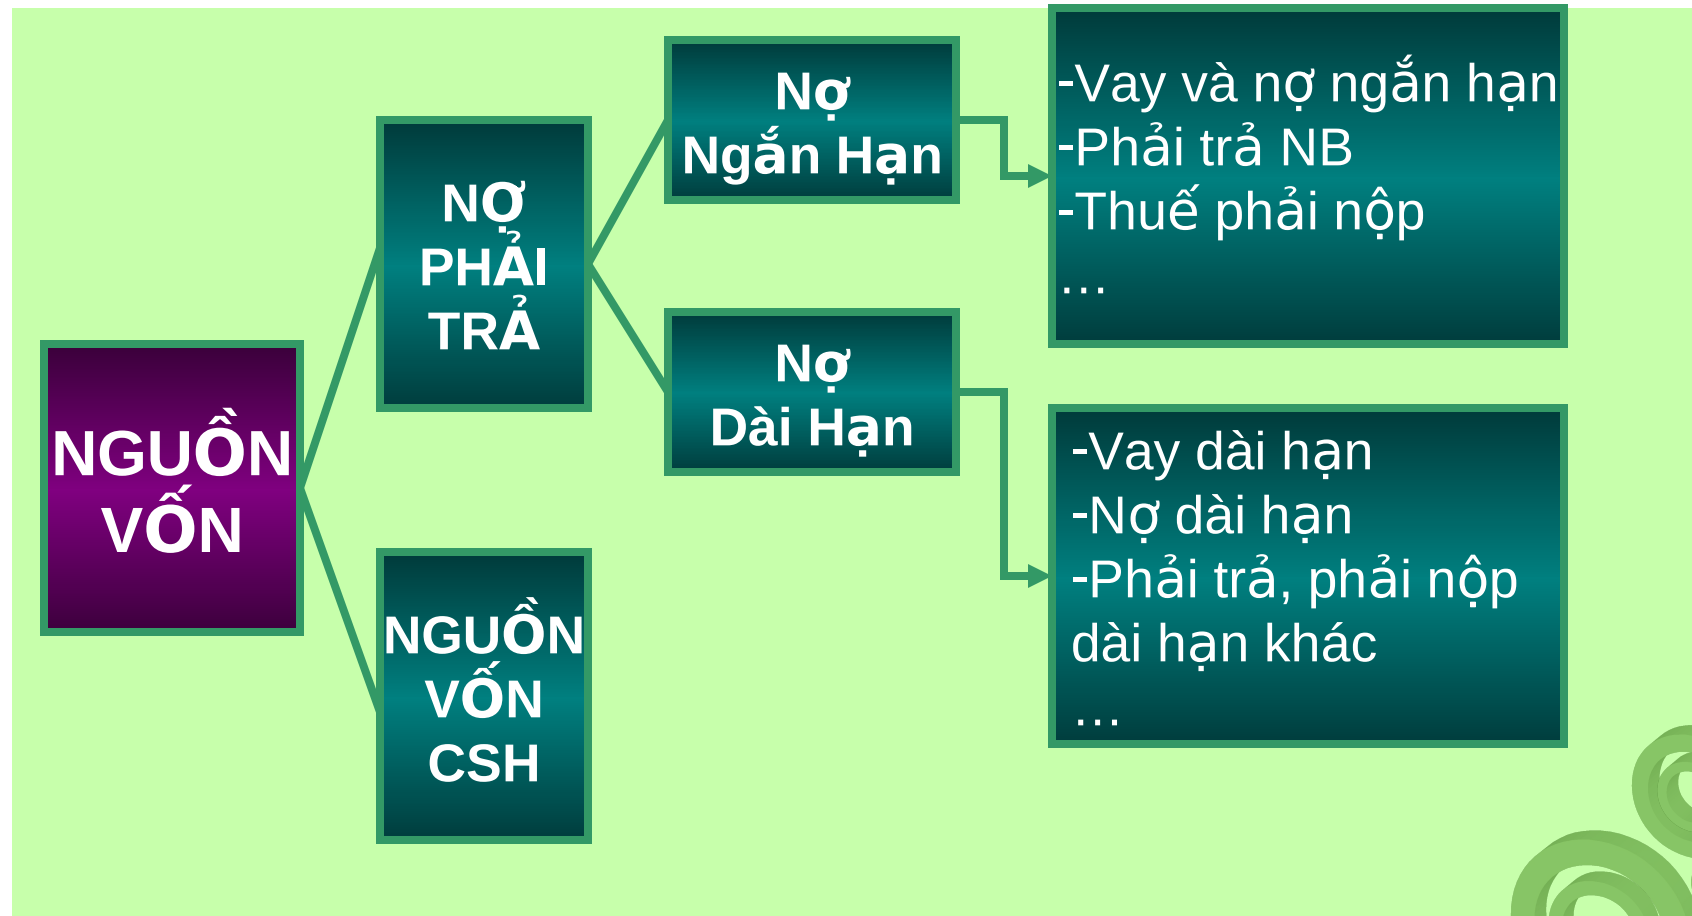 NGUỒN
VỐN
NỢ
PHẢI
TRẢ
NGUỒN
VỐN
CSH
Nợ
Ngắn Hạn
Nợ
Dài Hạn
-Vay và nợ ngắn hạn
-Phải trả NB
-Thuế phải nộp
…
-Vay dài hạn
-Nợ dài hạn
-Phải trả, phải nộp
dài hạn khác
…